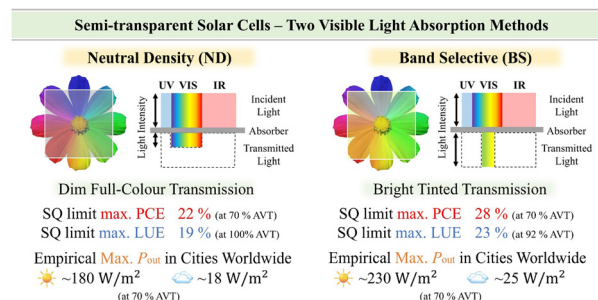 Semi-transparent Solar Cells – Two Visible Light Absorption Methods
Neutral Density (ND)
UV VIS IR
Light Intensity
Incident Light
Absorber
Transmitted Light
Dim Full-Colour Transmission
SQ limit max. PCE 22 % (at 70 % AVT)
SQ limit max. LUE 19 % (at 100% AVT)
Empirical Max. Pout in Cities Worldwide
~180 W/m² ~18 W/m²
(at 70 % AVT)
Band Selective (BS)
UV VIS IR
Light Intensity
Incident Light
Absorber
Transmitted Light
Bright Tinted Transmission
SQ limit max. PCE 28 % (at 70 % AVT)
SQ limit max. LUE 23 % (at 92 % AVT)
Empirical Max. Pout in Cities Worldwide
~230 W/m² ~25 W/m²
(at 70 % AVT)